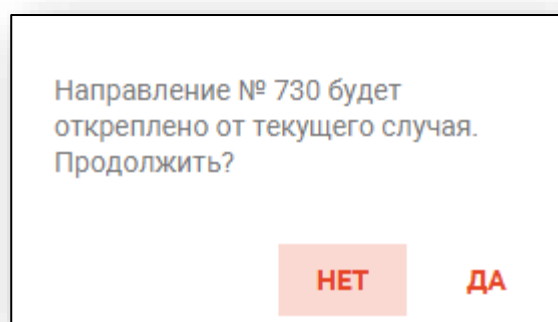 Направление № 730 будет
откреплено от текущего случая.
Продолжить?
НЕТ ДА